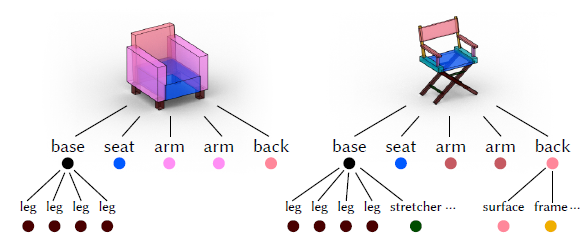 base seat arm arm back base seat arm arm back
leg leg leg leg leg leg leg leg stretcher ... surface frame ...